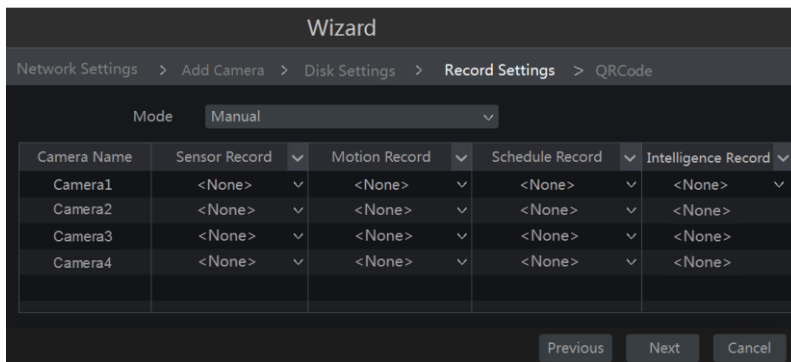 Wizard
Network Settings > Add Camera > Disk Settings > Record Settings > QRCode
Mode Manual
Camera Name Sensor Record Motion Record Schedule Record Intelligence Record
Camera1 <None> <None> <None> <None>
Camera2 <None> <None> <None> <None>
Camera3 <None> <None> <None> <None>
Camera4 <None> <None> <None> <None>
Previous Next Cancel